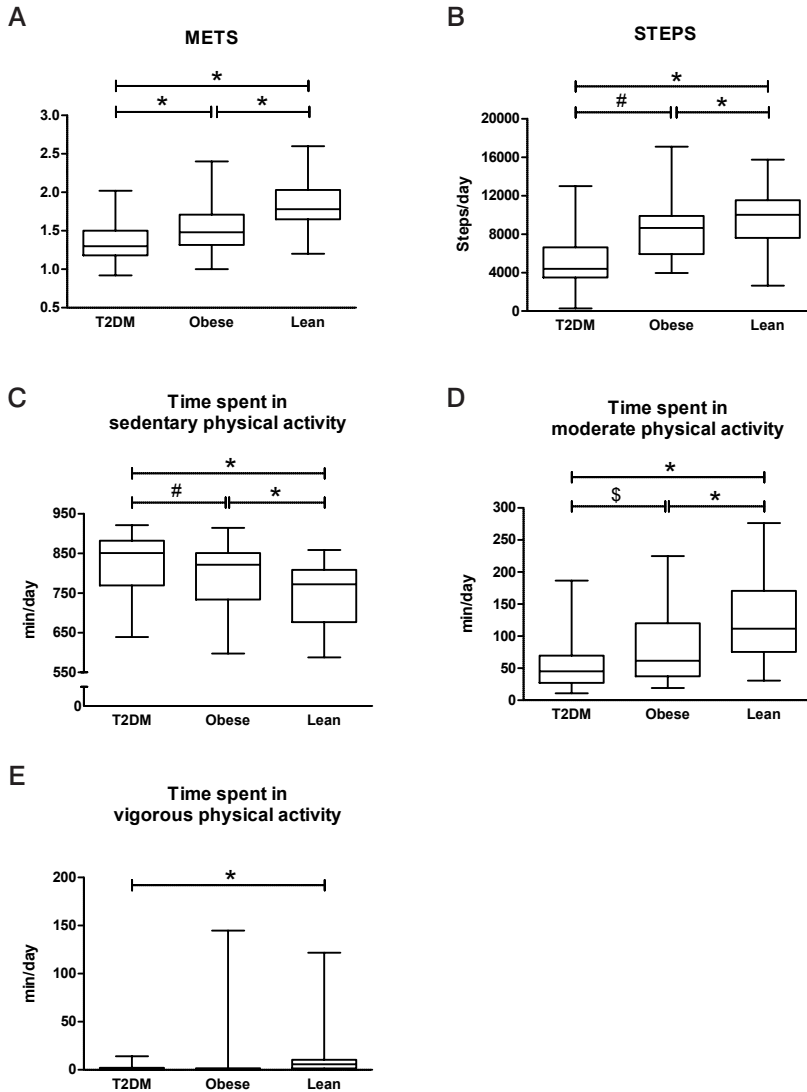 A
METS
*
* *
3.0
2.5
2.0
1.5
1.0
0.5
T2DM Obese Lean
B
STEPS
*
# *
20000
16000
12000
8000
4000
0
Steps/day
T2DM Obese Lean
C
Time spent in
sedentary physical activity
*
# *
950
850
750
650
550
0
min/day
T2DM Obese Lean
D
Time spent in
moderate physical activity
*
$ *
300
250
200
150
100
50
0
min/day
T2DM Obese Lean
E
Time spent in
vigorous physical activity
*
200
150
100
50
0
min/day
T2DM Obese Lean